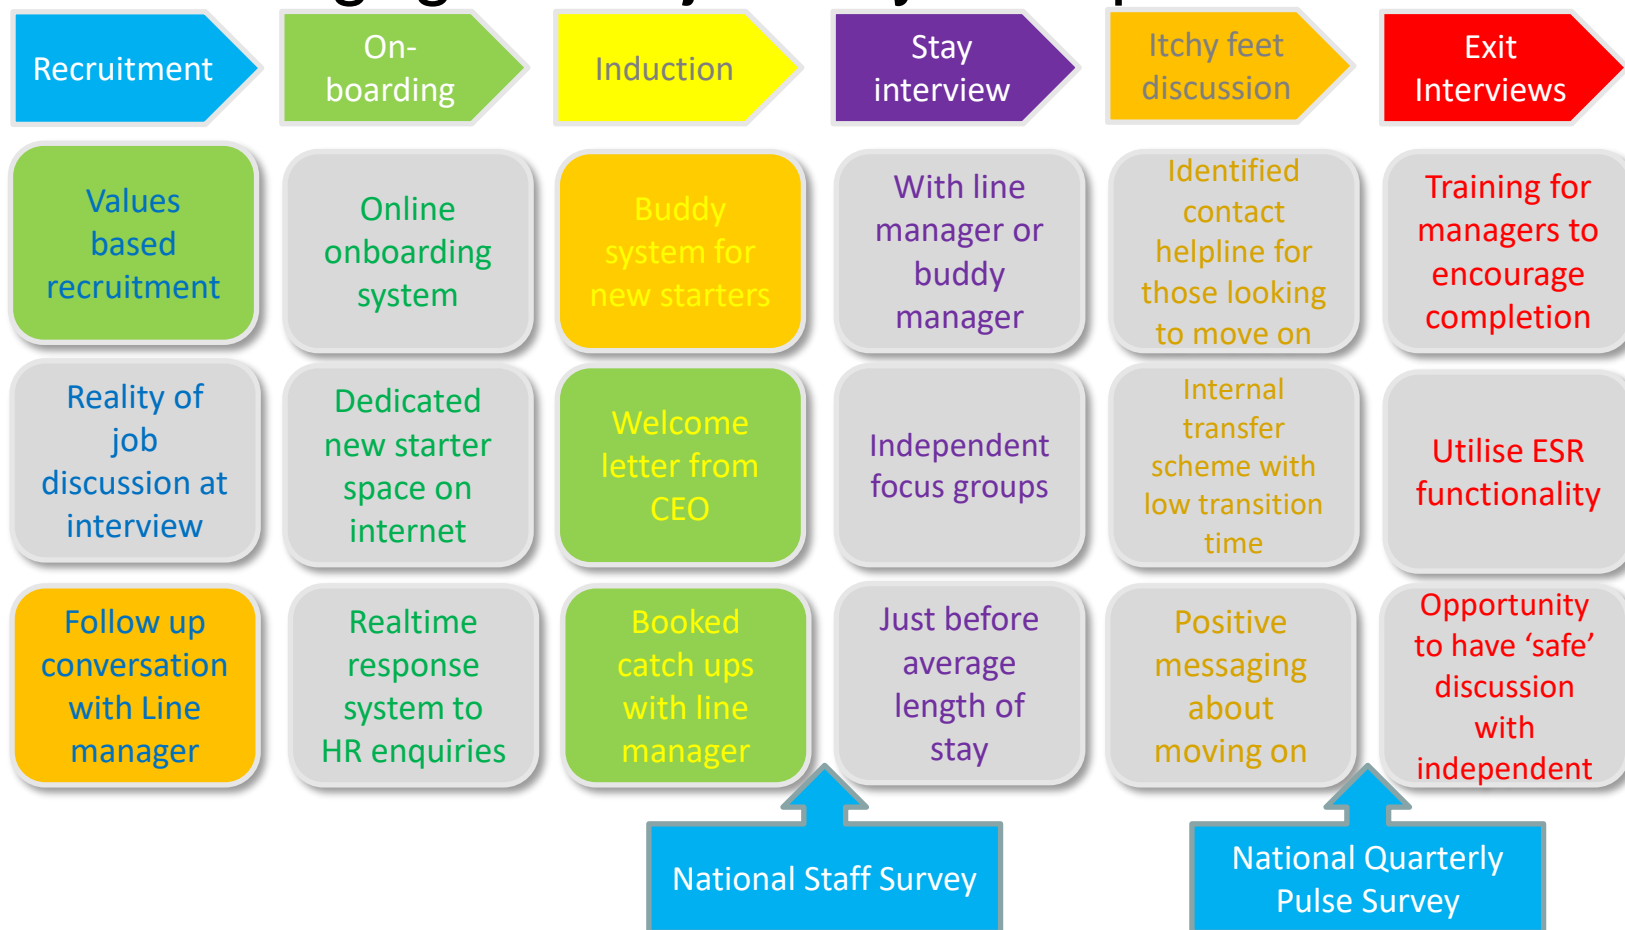 Recruitment
On-
boarding
Induction
Stay
interview
Itchy feet
discussion
Exit
Interviews
Values
based
recruitment
Online
onboarding
system
Buddy
system for
new starters
With line
manager or
buddy
manager
Identified
contact
helpline for
those looking
to move on
Training for
managers to
encourage
completion
Reality of
job
discussion at
interview
Dedicated
new starter
space on
internet
Welcome
letter from
CEO
Independent
focus groups
Internal
transfer
scheme with
low transition
time
Utilise ESR
functionality
Follow up
conversation
with Line
manager
Realtime
response
system to
HR enquiries
Booked
catch ups
with line
manager
Just before
average
length of
stay
Positive
messaging
about
moving on
Opportunity
to have ‘safe’
discussion
with
independent
National Staff Survey
National Quarterly
Pulse Survey